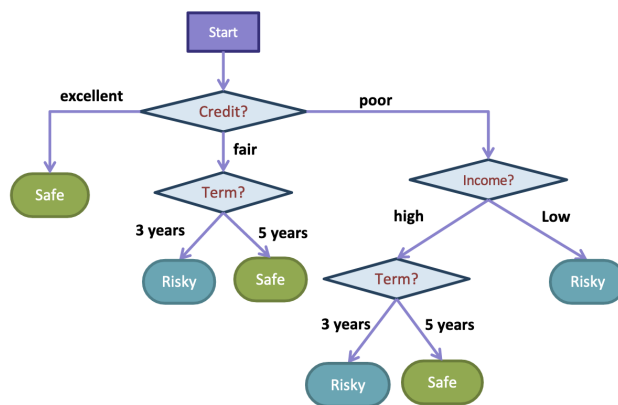 Start
excellent
Credit?
poor
fair
Safe
Term?
Income?
3 years
5 years
high
Low
Risky
Safe
Term?
Risky
3 years
5 years
Risky
Safe